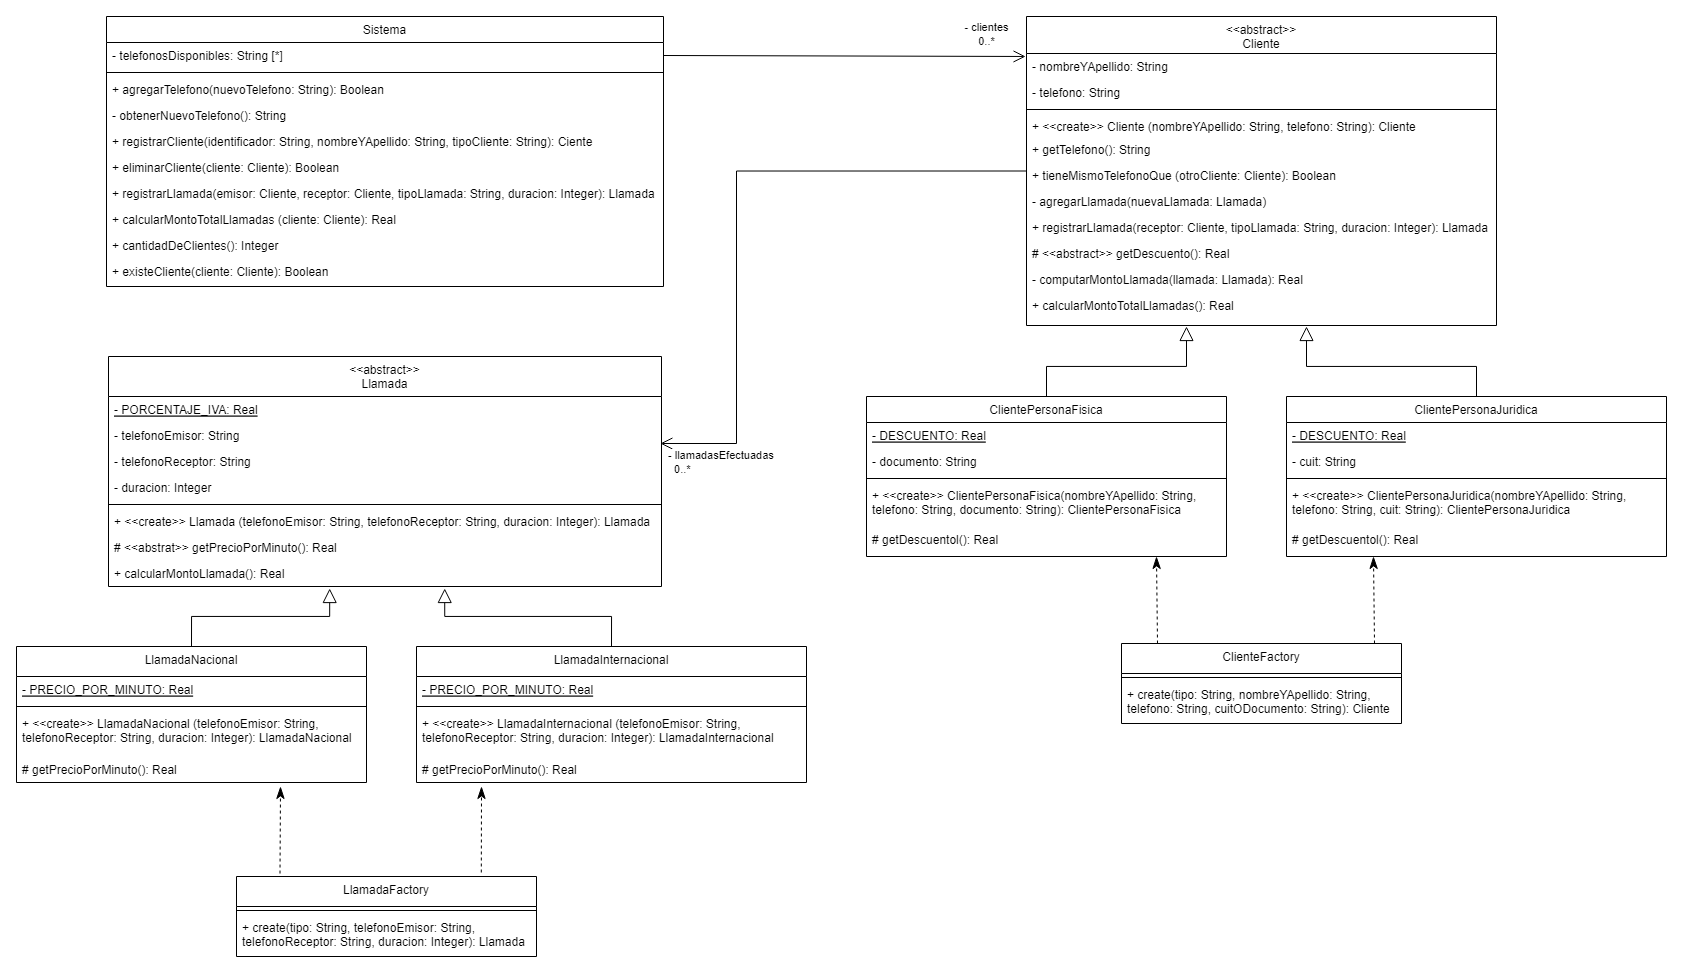 Sistema
- telefonosDisponibles: String [*]
+ agregarTelefono(nuevoTelefono: String): Boolean
- obtenerNuevoTelefono(): String
+ registrarCliente(identificador: String, nombreYApellido: String, tipoCliente: String): Ciente
+ eliminarCliente(cliente: Cliente): Boolean
+ registrarLlamada(emisor: Cliente, receptor: Cliente, tipoLlamada: String, duracion: Integer): Llamada
+ calcularMontoTotalLlamadas (cliente: Cliente): Real
+ cantidadDeClientes(): Integer
+ existeCliente(cliente: Cliente): Boolean
- clientes
0..*
<<abstract>>
Cliente
- nombreYApellido: String
- telefono: String
+ <<create>> Cliente (nombreYApellido: String, telefono: String): Cliente
+ getTelefono(): String
+ tieneMismoTelefonoQue (otroCliente: Cliente): Boolean
- agregarLlamada(nuevaLlamada: Llamada)
+ registrarLlamada(receptor: Cliente, tipoLlamada: String, duracion: Integer): Llamada
# <<abstract>> getDescuento(): Real
- computarMontoLlamada(llamada: Llamada): Real
+ calcularMontoTotalLlamadas(): Real
<<abstract>>
Llamada
- PORCENTAJE_IVA: Real
- telefonoEmisor: String
- telefonoReceptor: String
- duracion: Integer
+ <<create>> Llamada (telefonoEmisor: String, telefonoReceptor: String, duracion: Integer): Llamada
# <<abstrat>> getPrecioPorMinuto(): Real
+ calcularMontoLlamada(): Real
- llamadasEfectuadas
0..*
ClientePersonaFisica
- DESCUENTO: Real
- documento: String
+ <<create>> ClientePersonaFisica(nombreYApellido: String,
telefono: String, documento: String): ClientePersonaFisica
# getDescuentol(): Real
ClientePersonaJuridica
- DESCUENTO: Real
- cuit: String
+ <<create>> ClientePersonaJuridica(nombreYApellido: String,
telefono: String, cuit: String): ClientePersonaJuridica
# getDescuentol(): Real
LlamadaNacional
- PRECIO_POR_MINUTO: Real
+ <<create>> LlamadaNacional (telefonoEmisor: String,
telefonoReceptor: String, duracion: Integer): LlamadaNacional
# getPrecioPorMinuto(): Real
LlamadaInternacional
- PRECIO_POR_MINUTO: Real
+ <<create>> LlamadaInternacional (telefonoEmisor: String,
telefonoReceptor: String, duracion: Integer): LlamadaInternacional
# getPrecioPorMinuto(): Real
ClienteFactory
+ create(tipo: String, nombreYApellido: String,
telefono: String, cuitODocumento: String): Cliente
LlamadaFactory
+ create(tipo: String, telefonoEmisor: String,
telefonoReceptor: String, duracion: Integer): Llamada